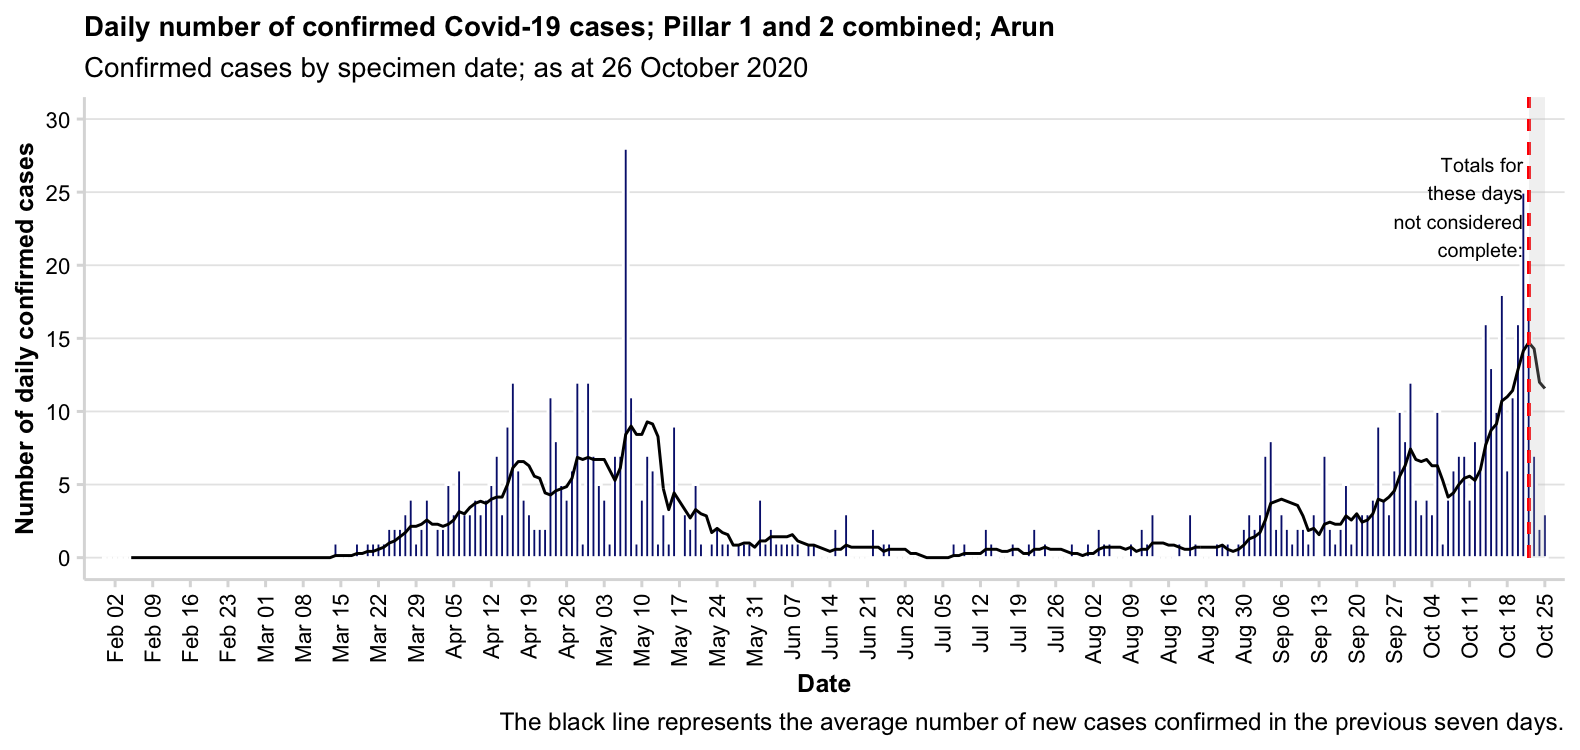 Daily number of confirmed Covid-19 cases; Pillar 1 and 2 combined; Arun
Confirmed cases by specimen date; as at 26 October 2020
Number of daily confirmed cases
30
25
20
15
10
5
0
Totals for
these days
not considered
complete:
Feb 02
Feb 09
Feb 16
Feb 23
Mar 01
Mar 08
Mar 15
Mar 22
Mar 29
Apr 05
Apr 12
Apr 19
Apr 26
May 03
May 10
May 17
May 24
May 31
Jun 07
Jun 14
Jun 21
Jun 28
Jul 05
Jul 12
Jul 19
Jul 26
Aug 02
Aug 09
Aug 16
Aug 23
Aug 30
Sep 06
Sep 13
Sep 20
Sep 27
Oct 04
Oct 11
Oct 18
Oct 25
Date
The black line represents the average number of new cases confirmed in the previous seven days.